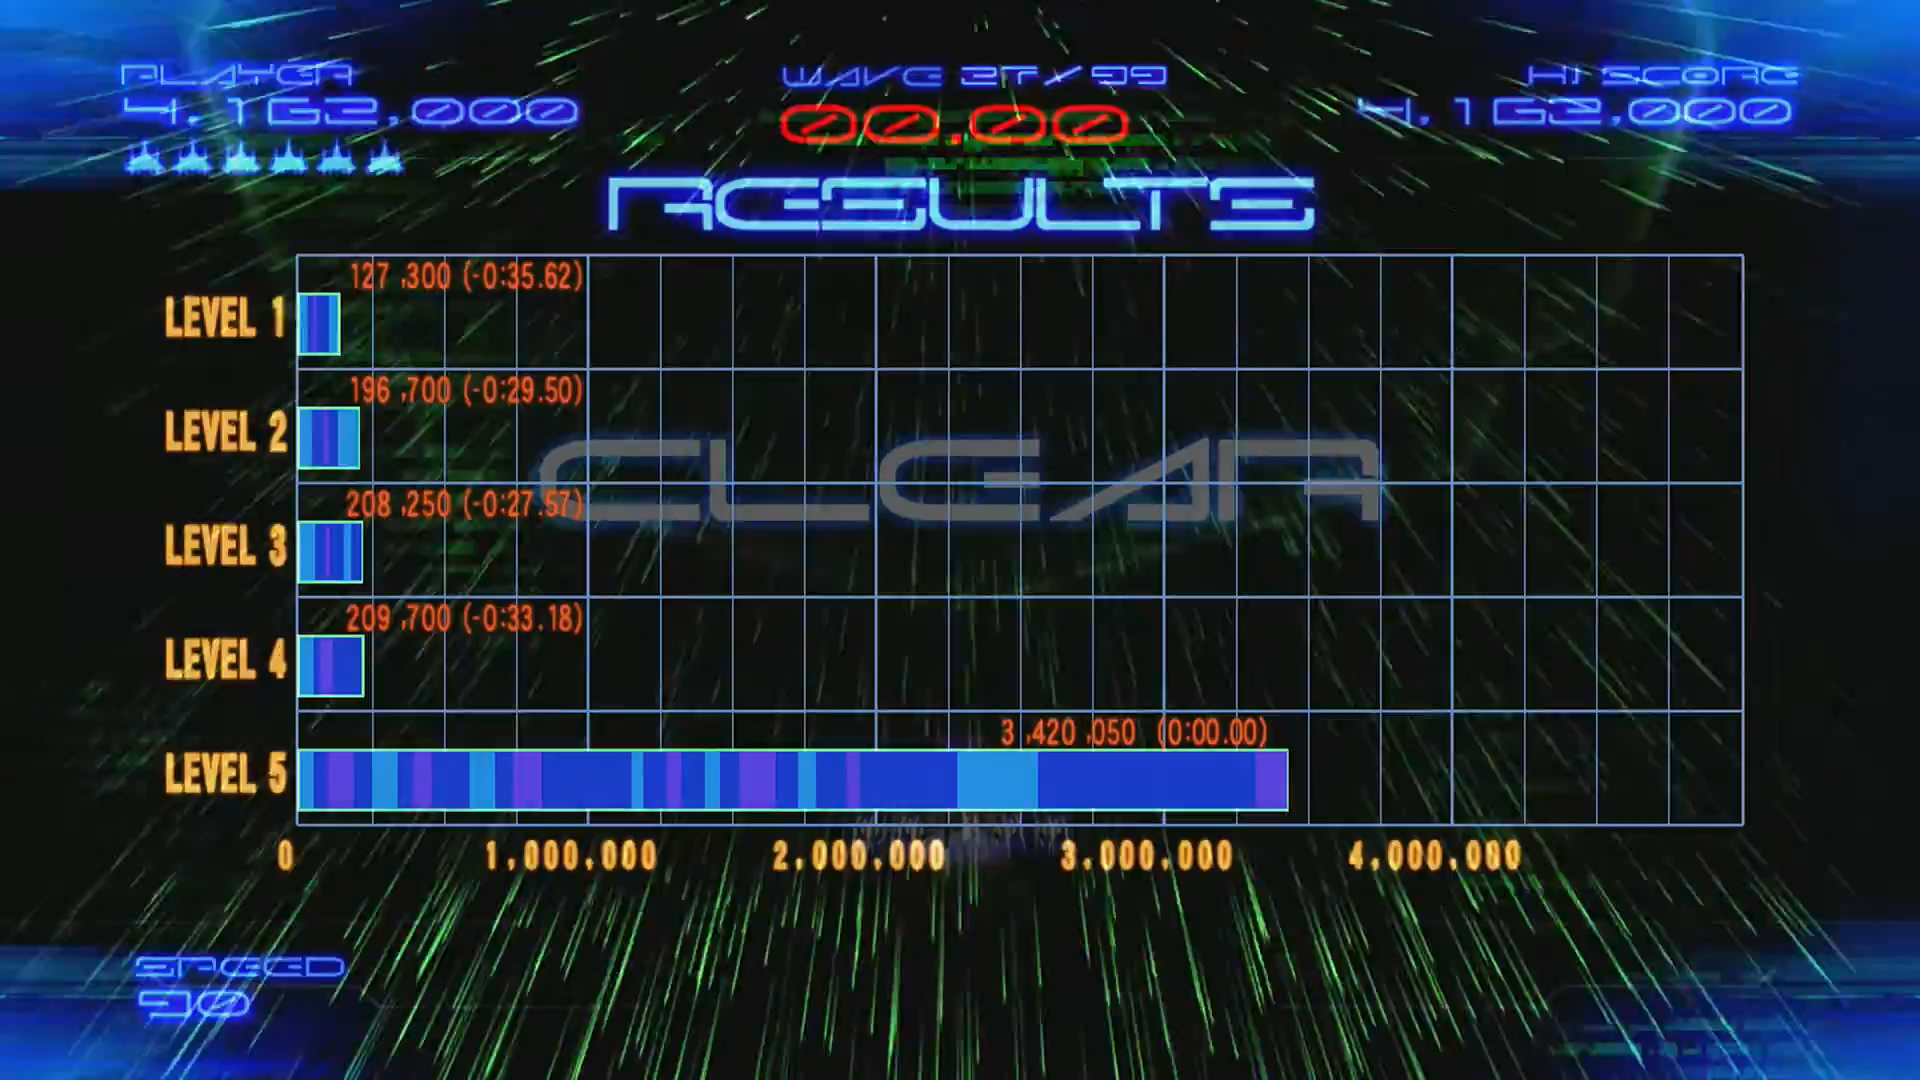 PLAYER
4,162,000
WAVE 27/99
00.00
HI SCORE
4,162,000
RESULTS
127,300 (-0:35.62)
LEVEL 1
196,700 (-0:29.50)
LEVEL 2
CLEAR
208,250 (-0:27.57)
LEVEL 3
209,700 (-0:33.18)
LEVEL 4
3,420,050 (0:00.00)
LEVEL 5
0 1,000,000 2,000,000 3,000,000 4,000,000
SPEED
90